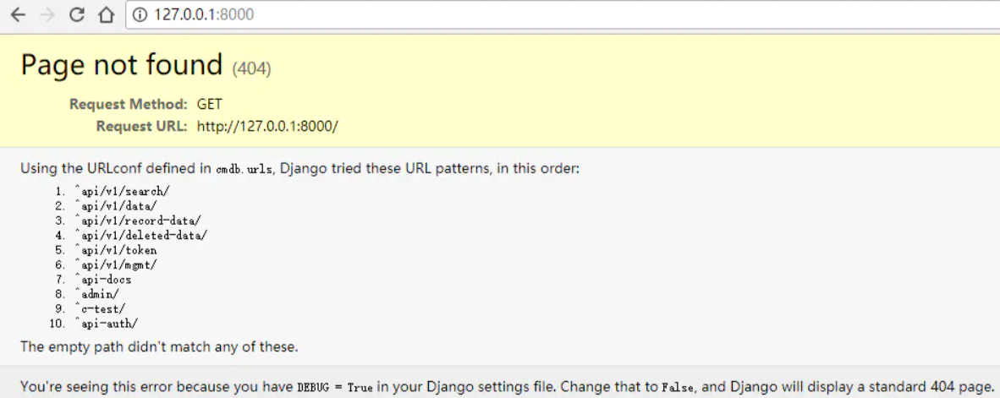 127.0.0.1:8000
Page not found (404)
Request Method: GET
Request URL: http://127.0.0.1:8000/
Using the URLconf defined in cmdb.urls, Django tried these URL patterns, in this order:
1. ^api/v1/search/
2. ^api/v1/data/
3. ^api/v1/record-data/
4. ^api/v1/deleted-data/
5. ^api/v1/token
6. ^api/v1/mgmt/
7. ^api-docs
8. ^admin/
9. ^c-test/
10. ^api-auth/
The empty path didn't match any of these.
You're seeing this error because you have DEBUG = True in your Django settings file. Change that to False, and Django will display a standard 404 page.